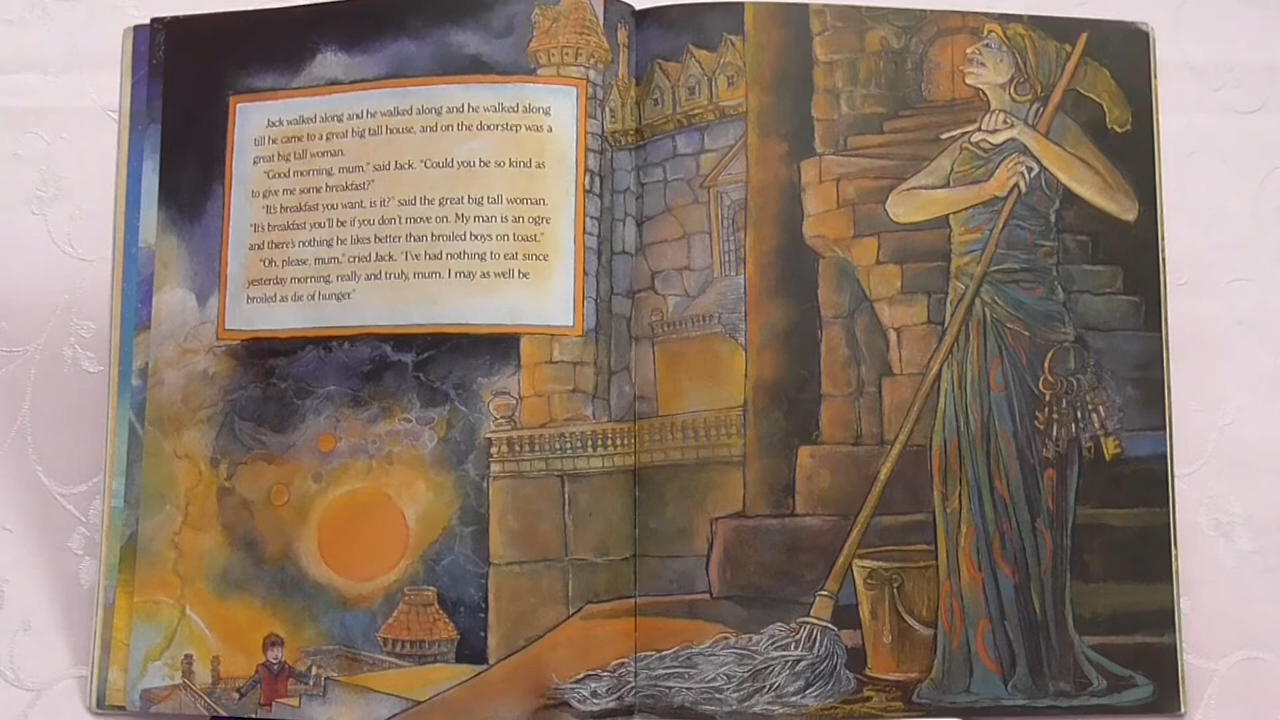 Jack walked along and he walked along and he walked along
till he came to a great big tall house, and on the doorstep was a
great big tall woman.
"Good morning, mum," said Jack. "Could you be so kind as
to give me some breakfast?"
"It's breakfast you want, is it?" said the great big tall woman.
"It's breakfast you'll be if you don't move on. My man is an ogre
and there's nothing he likes better than broiled boys on toast."
"Oh, please, mum," cried Jack. "I've had nothing to eat since
yesterday morning, really and truly, mum. I may as well be
broiled as die of hunger."